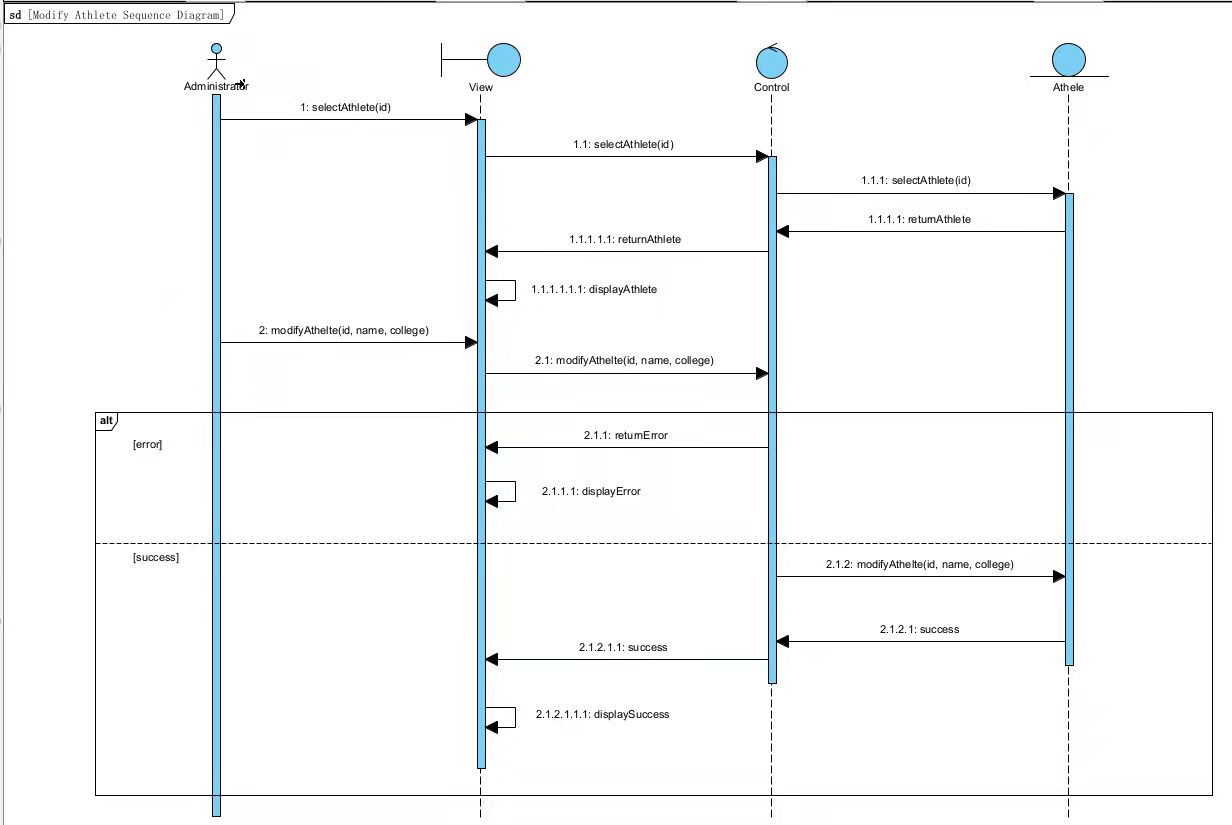 sd [Modify Athlete Sequence Diagram]
Administrator
View
Control
Athele
1: selectAthlete(id)
1.1: selectAthlete(id)
1.1.1: selectAthlete(id)
1.1.1.1: returnAthlete
1.1.1.1.1: returnAthlete
1.1.1.1.1.1: displayAthlete
2: modifyAthelte(id, name, college)
2.1: modifyAthelte(id, name, college)
alt
[error]
2.1.1: returnError
2.1.1.1: displayError
[success]
2.1.2: modifyAthelte(id, name, college)
2.1.2.1: success
2.1.2.1.1: success
2.1.2.1.1.1: displaySuccess